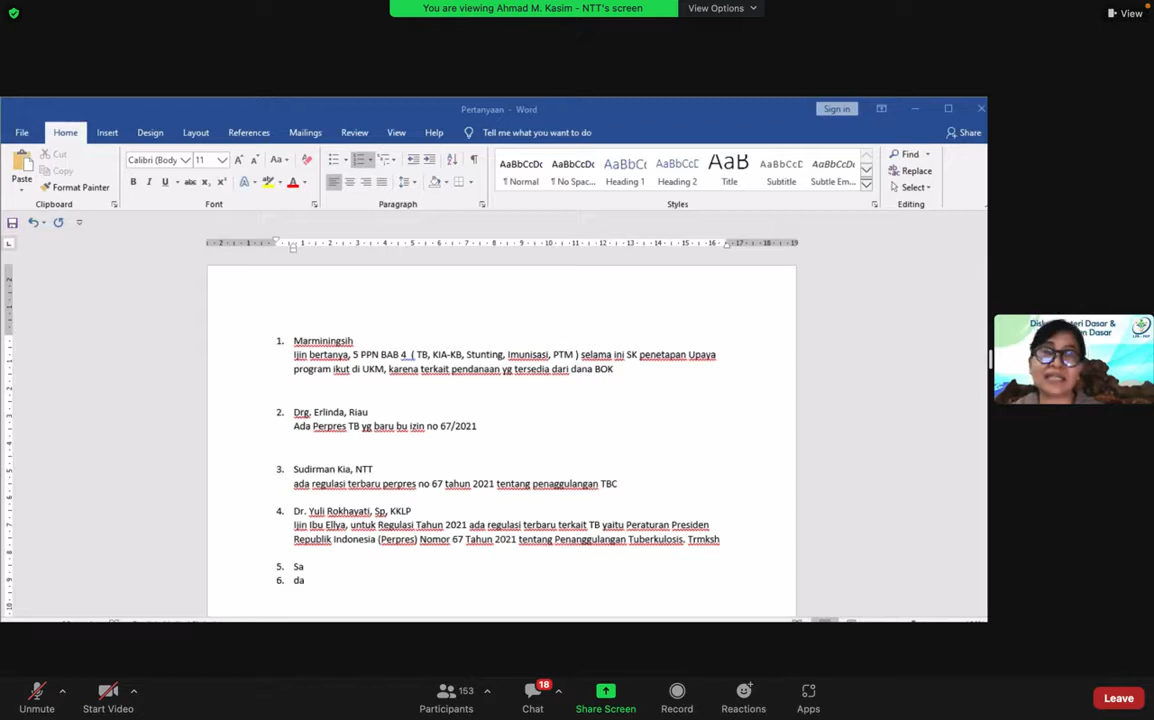 You are viewing Ahmad M. Kasim - NTT's screen
View Options
View
Pertanyaan - Word
Sign in
File
Home
Insert
Design
Layout
References
Mailings
Review
View
Help
Tell me what you want to do
Share
Paste
Cut
Copy
Format Painter
Calibri (Body
11
AaBbCcDc
AaBbCcDc
AaBbCc
AaBbCcC
AaB
AaBbCcD
AaBbCcDc
¶ Normal
¶ No Spac...
Heading 1
Heading 2
Title
Subtitle
Subtle Em...
Find
Replace
Select
Clipboard
Font
Paragraph
Styles
Editing
1. Marminingsih
Ijin bertanya, 5 PPN BAB 4 ( TB, KIA-KB, Stunting, Imunisasi, PTM ) selama ini SK penetapan Upaya
program ikut di UKM, karena terkait pendanaan yg tersedia dari dana BOK
2. Drg. Erlinda, Riau
Ada Perpres TB yg baru bu izin no 67/2021
3. Sudirman Kia, NTT
ada regulasi terbaru perpres no 67 tahun 2021 tentang penaggulangan TBC
4. Dr. Yuli Rokhayati, Sp, KKLP
Ijin Ibu Ellya, untuk Regulasi Tahun 2021 ada regulasi terbaru terkait TB yaitu Peraturan Presiden
Republik Indonesia (Perpres) Nomor 67 Tahun 2021 tentang Penanggulangan Tuberkulosis. Trmksh
5. Sa
6. da
Unmute
Start Video
Participants
153
Chat
18
Share Screen
Record
Reactions
Apps
Leave